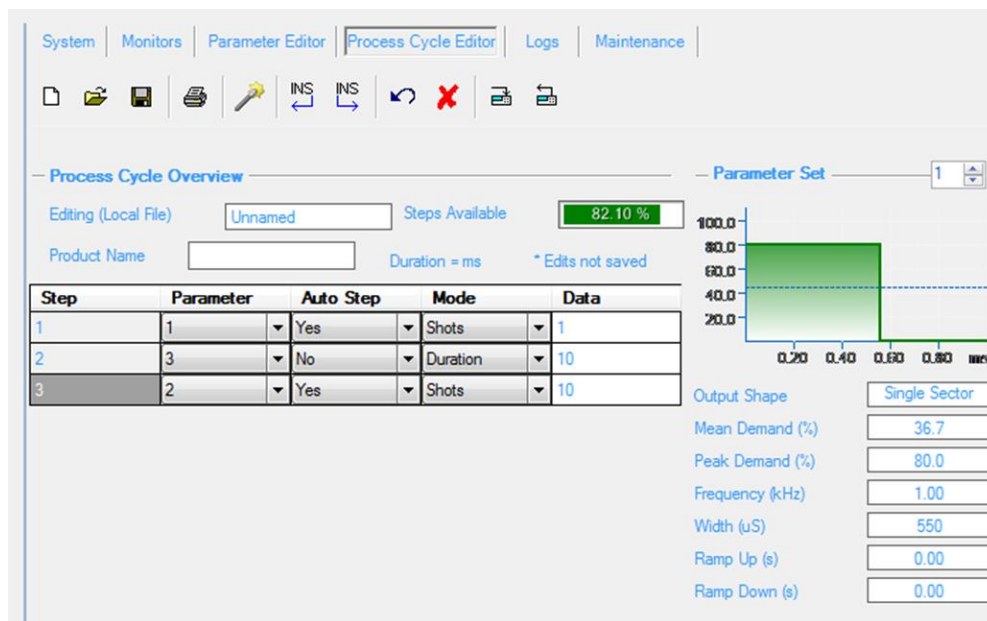 System Monitors Parameter Editor Process Cycle Editor Logs Maintenance
INS INS
Process Cycle Overview
Editing (Local File) Unnamed Steps Available 82.10 %
Product Name Duration = ms * Edits not saved
Step Parameter Auto Step Mode Data
1 1 Yes Shots 1
2 3 No Duration 10
3 2 Yes Shots 10
Parameter Set 1
100.0
80.0
60.0
40.0
20.0
0.20 0.40 0.60 0.80
Output Shape Single Sector
Mean Demand (%) 36.7
Peak Demand (%) 80.0
Frequency (kHz) 1.00
Width (uS) 550
Ramp Up (s) 0.00
Ramp Down (s) 0.00